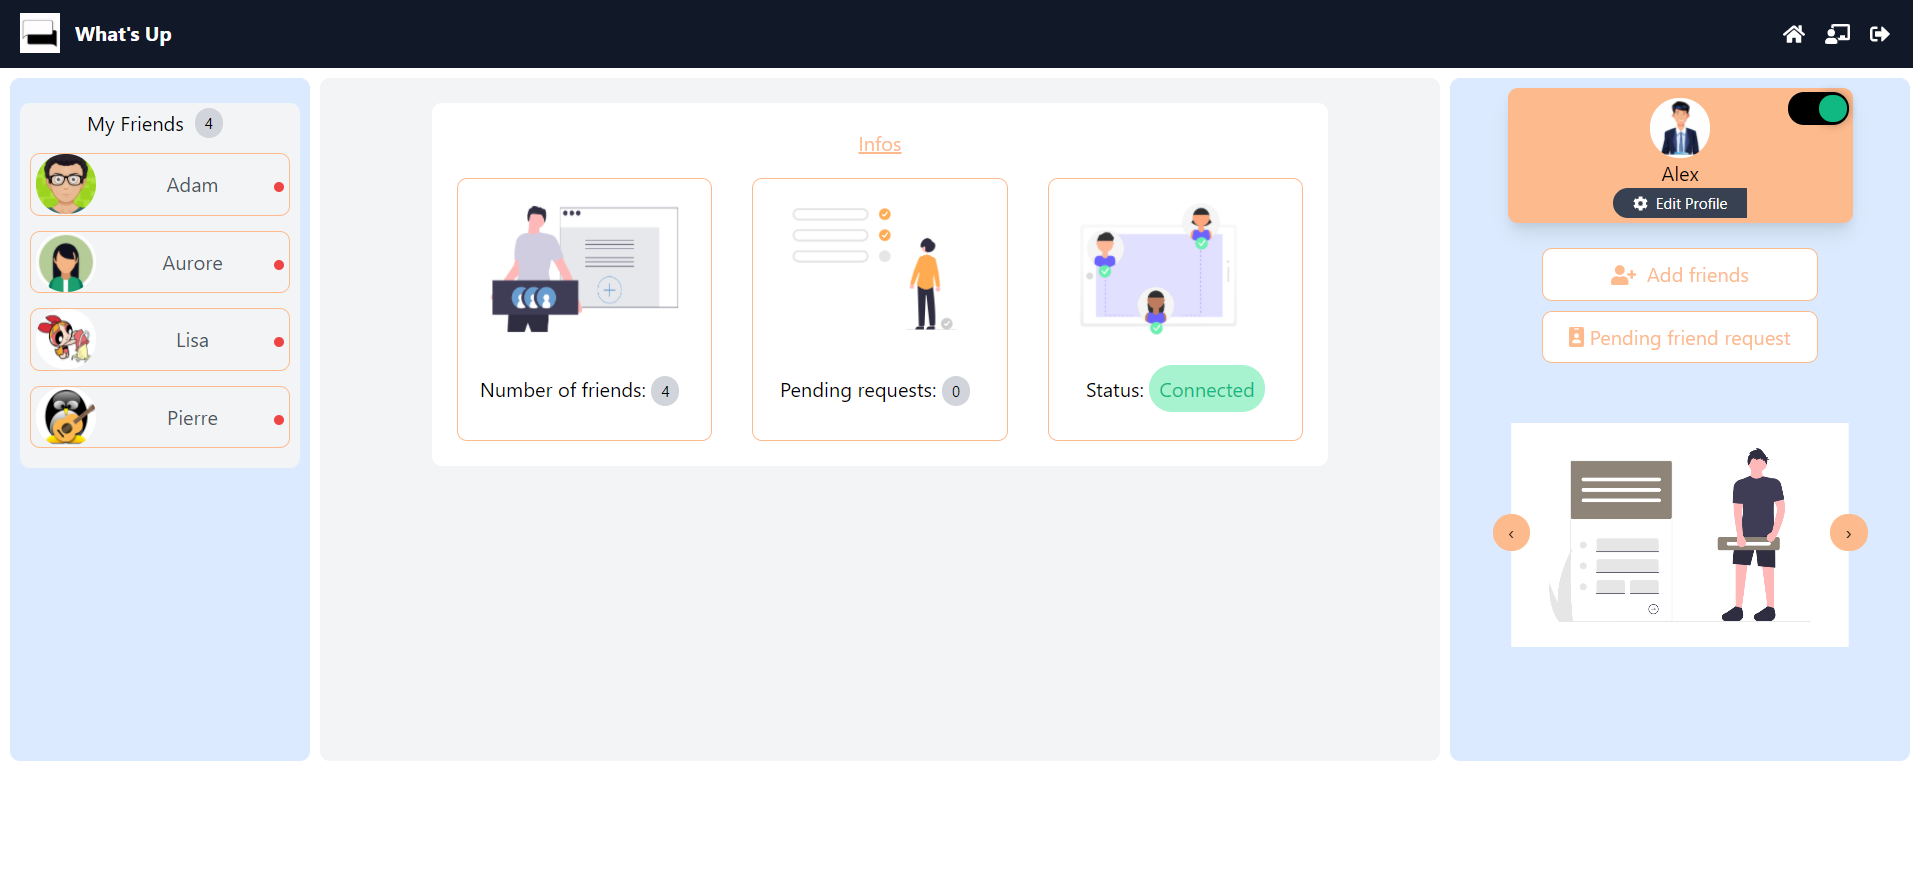 What's Up
My Friends 4
Adam
Aurore
Lisa
Pierre
Infos
Number of friends: 4
Pending requests: 0
Status: Connected
Alex
Edit Profile
Add friends
Pending friend request
‹ ›